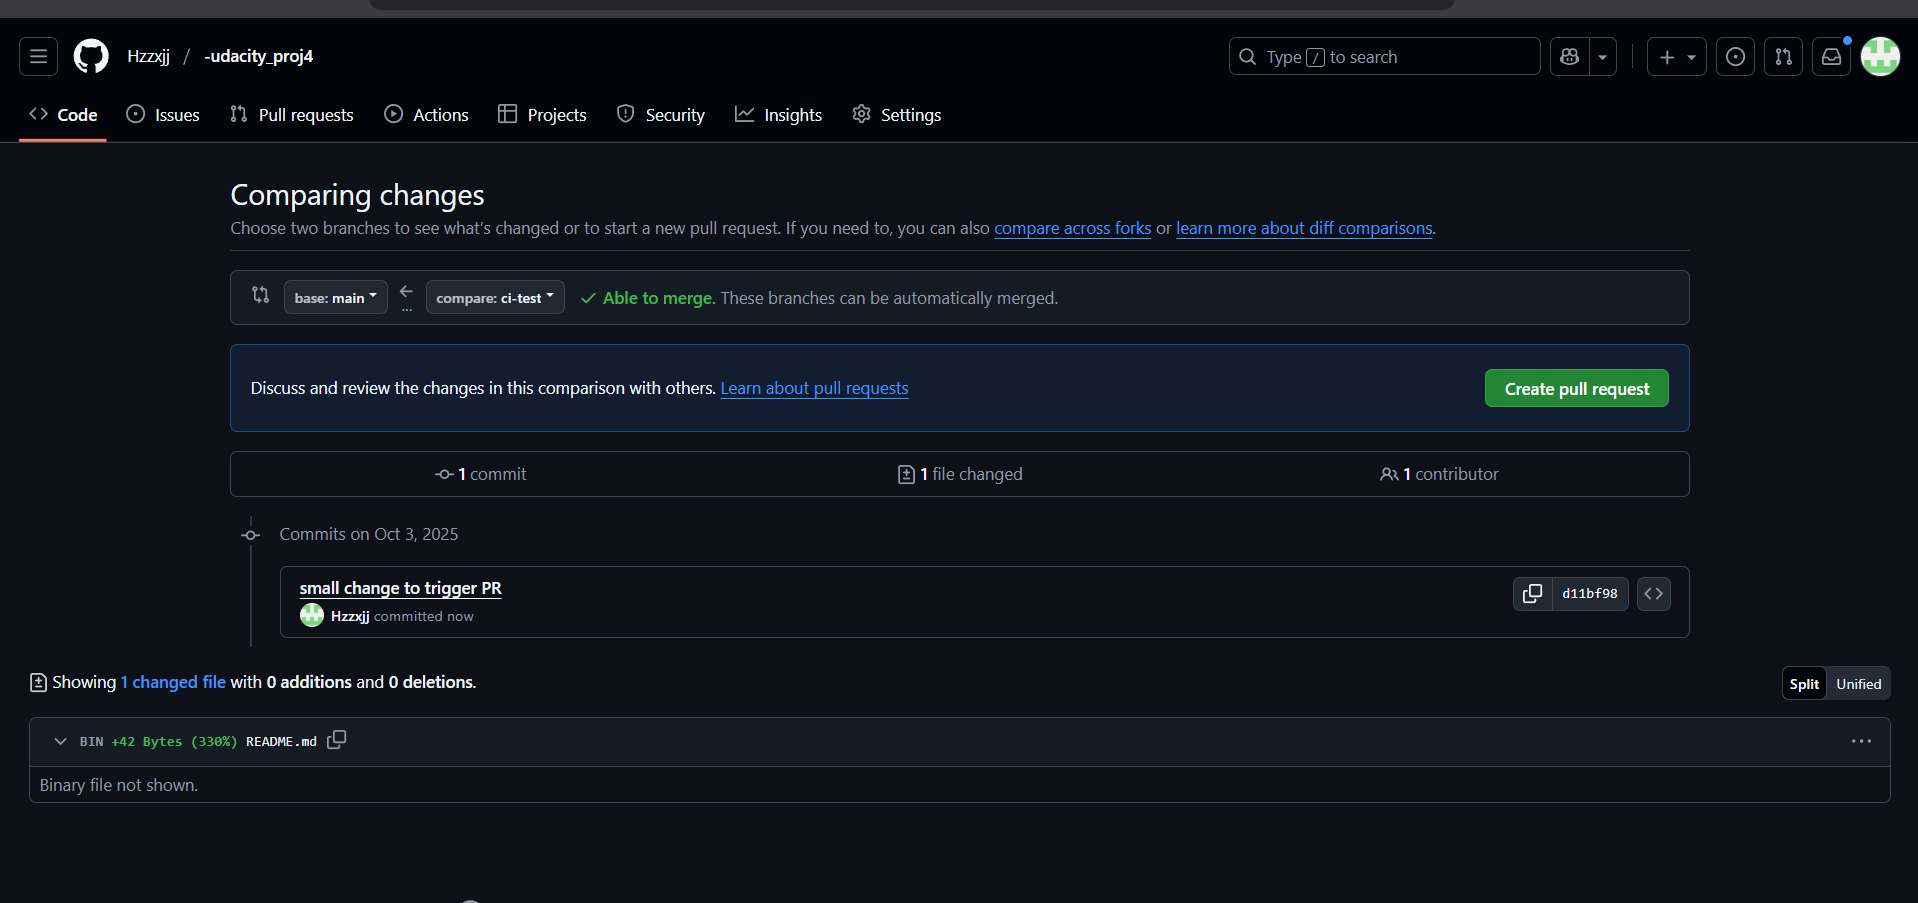 Hzzxjj / -udacity_proj4
Type / to search
Code Issues Pull requests Actions Projects Security Insights Settings
Comparing changes
Choose two branches to see what's changed or to start a new pull request. If you need to, you can also compare across forks or learn more about diff comparisons.
base: main ... compare: ci-test Able to merge. These branches can be automatically merged.
Discuss and review the changes in this comparison with others. Learn about pull requests
Create pull request
1 commit 1 file changed 1 contributor
Commits on Oct 3, 2025
small change to trigger PR
d11bf98
Hzzxjj committed now
Showing 1 changed file with 0 additions and 0 deletions.
Split Unified
BIN +42 Bytes (330%) README.md
Binary file not shown.